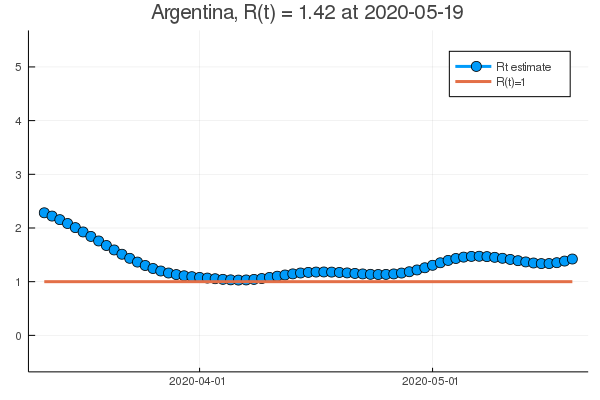 Argentina, R(t) = 1.42 at 2020-05-19
5
4
3
2
1
0
Rt estimate
R(t)=1
2020-04-01
2020-05-01